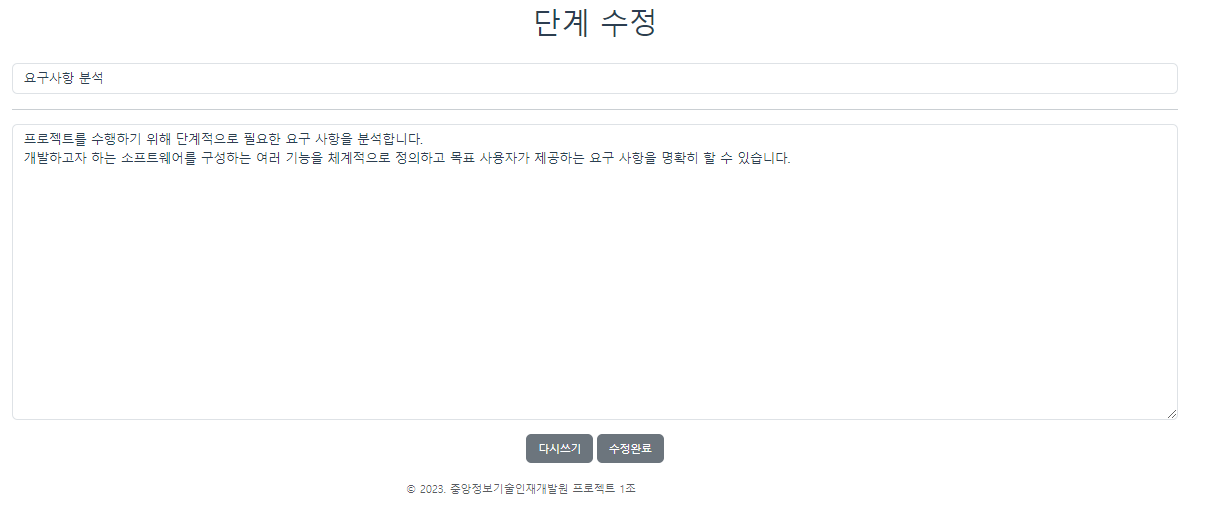 단계 수정
요구사항 분석
프로젝트를 수행하기 위해 단계적으로 필요한 요구 사항을 분석합니다.
개발하고자 하는 소프트웨어를 구성하는 여러 기능을 체계적으로 정의하고 목표 사용자가 제공하는 요구 사항을 명확히 할 수 있습니다.
다시쓰기 수정완료
© 2023. 중앙정보기술인재개발원 프로젝트 1조